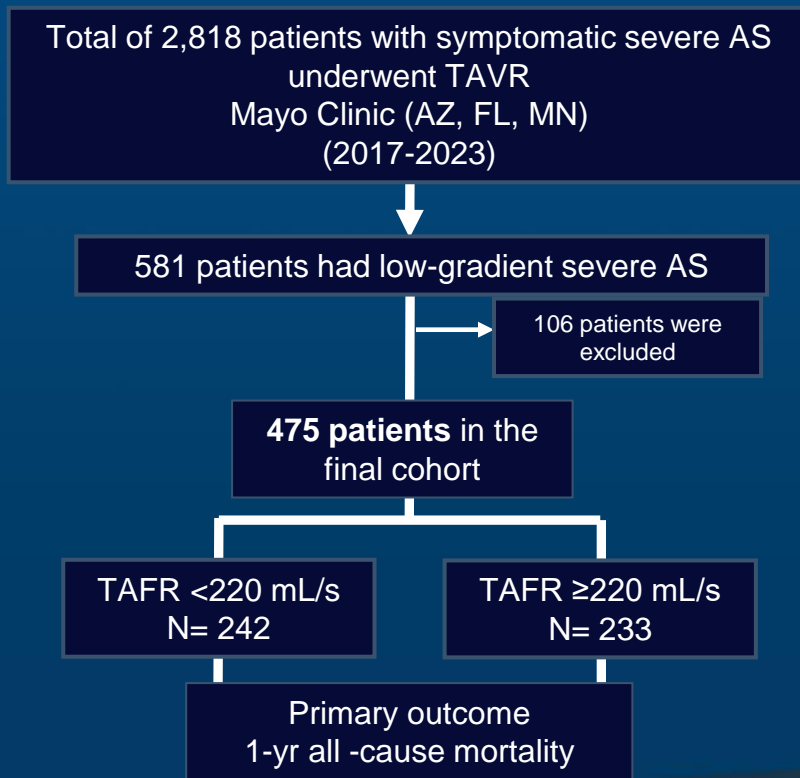 Total of 2,818 patients with symptomatic severe AS
underwent TAVR
Mayo Clinic (AZ, FL, MN)
(2017-2023)
581 patients had low-gradient severe AS
106 patients were
excluded
475 patients in the
final cohort
TAFR <220 mL/s
N= 242
TAFR ≥220 mL/s
N= 233
Primary outcome
1-yr all -cause mortality